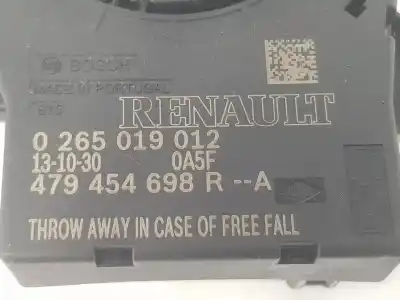 BOSCH
MADE IN PORTUGAL
RENAULT
0 265 019 012
13-10-30 0A5F
479 454 698 R --A
THROW AWAY IN CASE OF FREE FALL